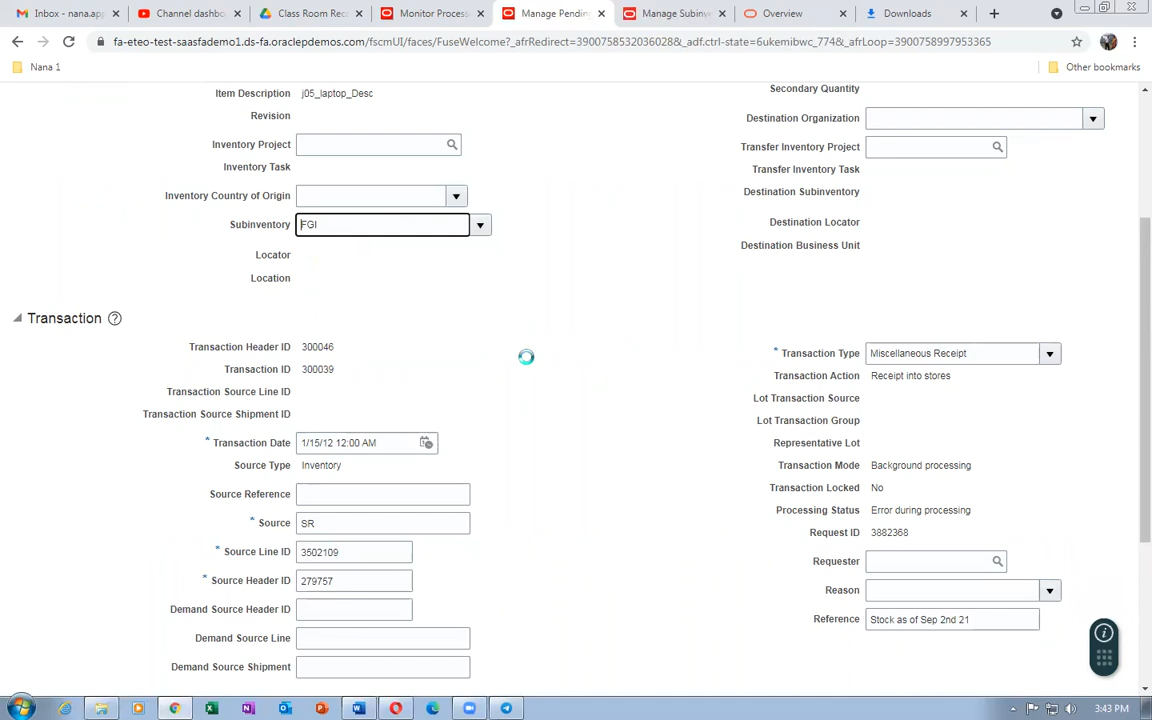 Inbox - nana.app
Channel dashbo
Class Room Rec
Monitor Process
Manage Pending
Manage Subinve
Overview
Downloads
fa-eteo-test-saasfademo1.ds-fa.oraclepdemos.com/fscmUI/faces/FuseWelcome?_afrRedirect=3900758532036028&_adf.ctrl-state=6ukemibwc_774&_afrLoop=3900758997953365
Nana 1
Other bookmarks
Item Description j05_laptop_Desc
Revision
Inventory Project
Inventory Task
Inventory Country of Origin
Subinventory FGI
Locator
Location
Secondary Quantity
Destination Organization
Transfer Inventory Project
Transfer Inventory Task
Destination Subinventory
Destination Locator
Destination Business Unit
Transaction ?
Transaction Header ID 300046
Transaction ID 300039
Transaction Source Line ID
Transaction Source Shipment ID
* Transaction Date 1/15/12 12:00 AM
Source Type Inventory
Source Reference
* Source SR
* Source Line ID 3502109
* Source Header ID 279757
Demand Source Header ID
Demand Source Line
Demand Source Shipment
* Transaction Type Miscellaneous Receipt
Transaction Action Receipt into stores
Lot Transaction Source
Lot Transaction Group
Representative Lot
Transaction Mode Background processing
Transaction Locked No
Processing Status Error during processing
Request ID 3882368
Requester
Reason
Reference Stock as of Sep 2nd 21
3:43 PM